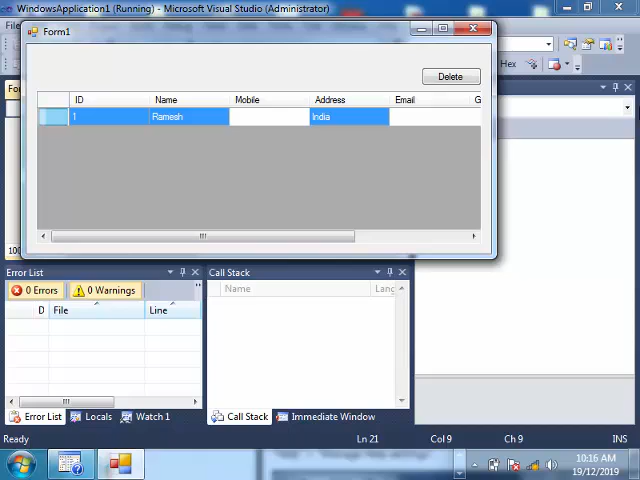 WindowsApplication1 (Running) - Microsoft Visual Studio (Administrator)
Form1
Hex
Delete
ID Name Mobile Address Email G
1 Ramesh India
100
Error List
Call Stack
0 Errors
0 Warnings
D File Line
Name Lang
Error List
Locals
Watch 1
Call Stack
Immediate Window
Ready
Ln 21
Col 9
Ch 9
INS
10:16 AM
19/12/2019